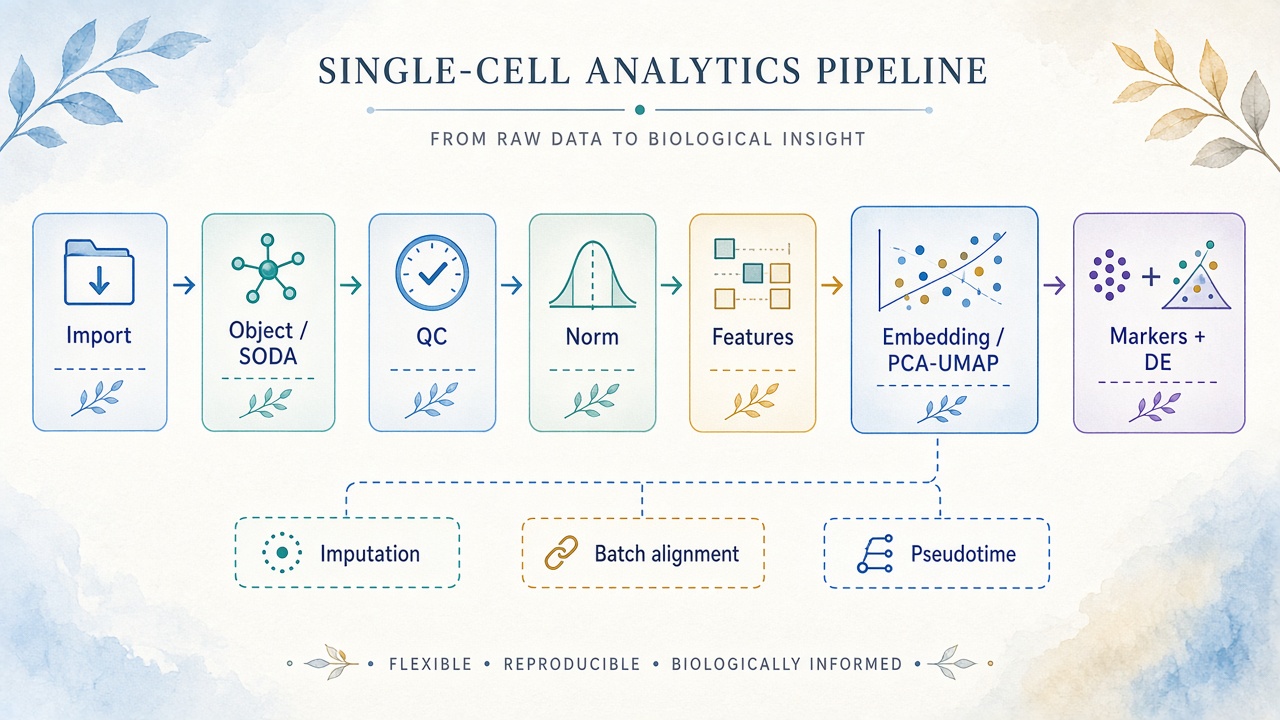 SINGLE-CELL ANALYTICS PIPELINE
FROM RAW DATA TO BIOLOGICAL INSIGHT
Import
Object /
SODA
QC
Norm
Features
Embedding /
PCA-UMAP
Markers +
DE
Imputation
Batch alignment
Pseudotime
FLEXIBLE • REPRODUCIBLE • BIOLOGICALLY INFORMED